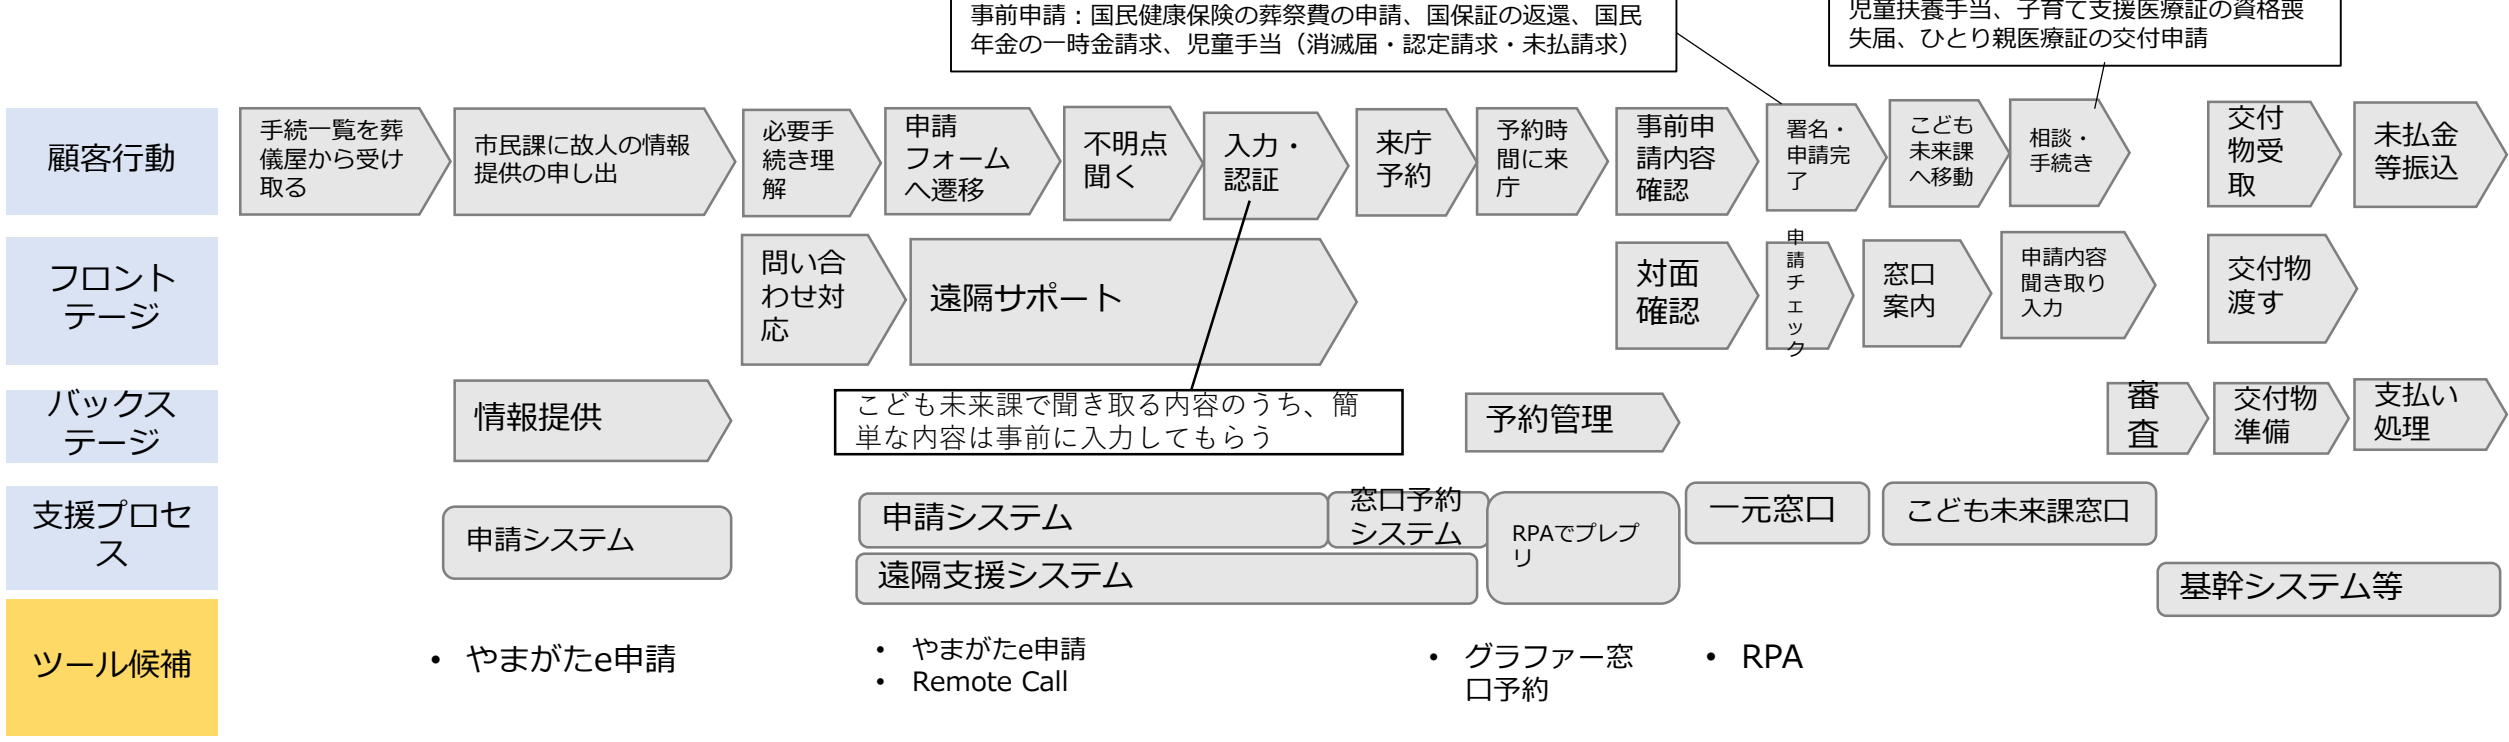 事前申請：国民健康保険の葬祭費の申請、国保証の返還、国民
年金の一時金請求、児童手当（消滅届・認定請求・未払請求）
児童扶養手当、子育て支援医療証の資格喪
失届、ひとり親医療証の交付申請
顧客行動
手続一覧を葬
儀屋から受け
取る
市民課に故人の情報
提供の申し出
必要手
続き理
解
申請
フォーム
へ遷移
不明点
聞く
入力・
認証
来庁
予約
予約時
間に来
庁
事前申
請内容
確認
署名・
申請完
了
こども
未来課
へ移動
相談・
手続き
交付
物受
取
未払金
等振込
フロント
テージ
問い合
わせ対
応
遠隔サポート
対面
確認
申
請
チ
ェ
ッ
ク
窓口
案内
申請内容
聞き取り
入力
交付物
渡す
バックス
テージ
情報提供
こども未来課で聞き取る内容のうち、簡
単な内容は事前に入力してもらう
予約管理
審
査
交付物
準備
支払い
処理
支援プロセ
ス
申請システム
申請システム
窓口予約
システム
遠隔支援システム
RPAでプレプ
リ
一元窓口
こども未来課窓口
基幹システム等
ツール候補
• やまがたe申請
• やまがたe申請
• Remote Call
• グラファー窓
口予約
• RPA